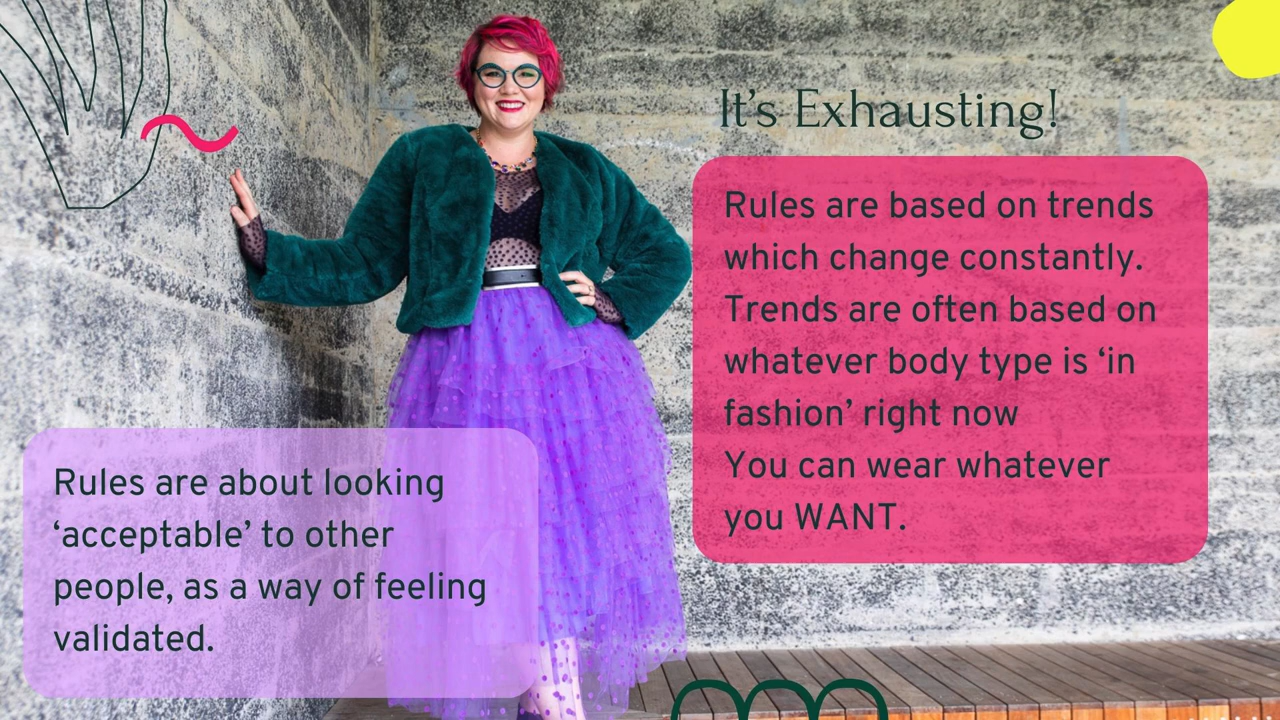 It's Exhausting!
Rules are based on trends
which change constantly.
Trends are often based on
whatever body type is ‘in
fashion’ right now
You can wear whatever
you WANT.
Rules are about looking
‘acceptable’ to other
people, as a way of feeling
validated.